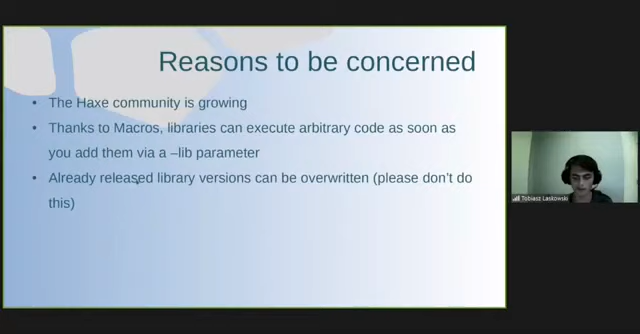 Reasons to be concerned
• The Haxe community is growing
• Thanks to Macros, libraries can execute arbitrary code as soon as
you add them via a –lib parameter
• Already released library versions can be overwritten (please don't do
this)
Tobiasz Laskowski